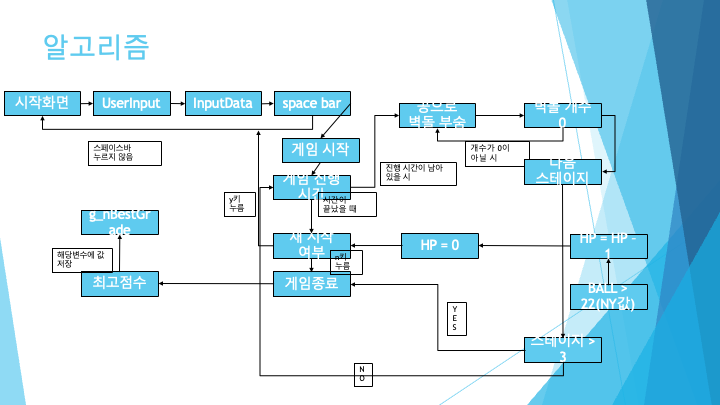 알고리즘
시작화면
UserInput
InputData
space bar
공으로
벽돌 부숨
벽돌 개수
0
스페이스바
누르지 않음
게임 시작
개수가 0이
아닐 시
진행 시간이 남아
있을 시
다음
스테이지
게임 진행
시간
시간이
끝났을 때
y키
누름
g_nBestGr
ade
새 시작
여부
HP = 0
HP = HP -
1
n키
누름
해당변수에 값
저장
최고점수
게임종료
BALL >
22(NY값)
Y
E
S
스테이지 >
3
N
O